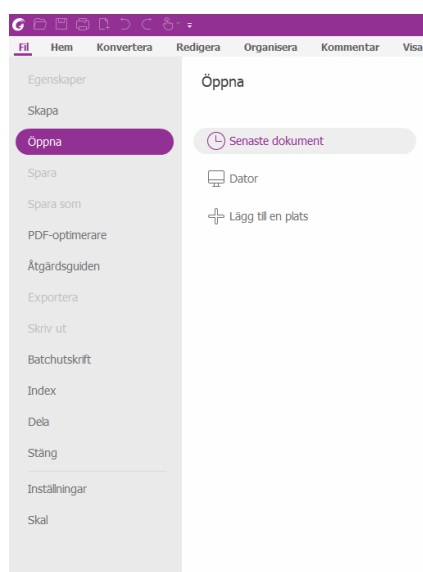 Fil Hem Konvertera Redigera Organisera Kommentar Visa
Egenskaper
Skapa
Öppna
Spara
Spara som
PDF-optimerare
Åtgärdsguiden
Exportera
Skriv ut
Batchutskrift
Index
Dela
Stäng
Inställningar
Skal
Öppna
Senaste dokument
Dator
Lägg till en plats